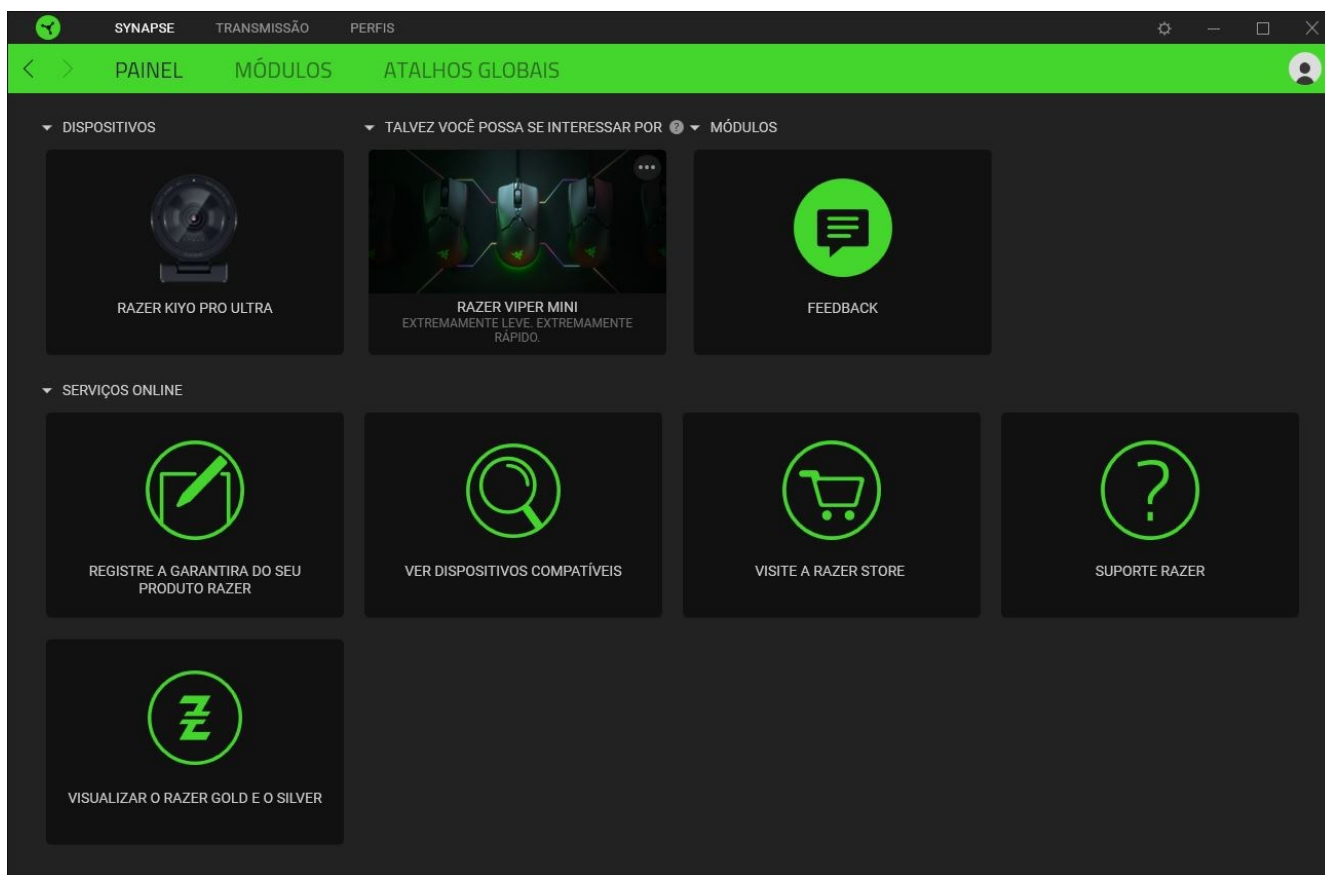 SYNAPSE TRANSMISSÃO PERFIS
PAINEL MÓDULOS ATALHOS GLOBAIS
DISPOSITIVOS
RAZER KIYO PRO ULTRA
TALVEZ VOCÊ POSSA SE INTERESSAR POR ?
RAZER VIPER MINI
EXTREMAMENTE LEVE. EXTREMAMENTE
RÁPIDO.
MÓDULOS
FEEDBACK
SERVIÇOS ONLINE
REGISTRE A GARANTIRA DO SEU
PRODUTO RAZER
VER DISPOSITIVOS COMPATÍVEIS
VISITE A RAZER STORE
SUPORTE RAZER
VISUALIZAR O RAZER GOLD E O SILVER